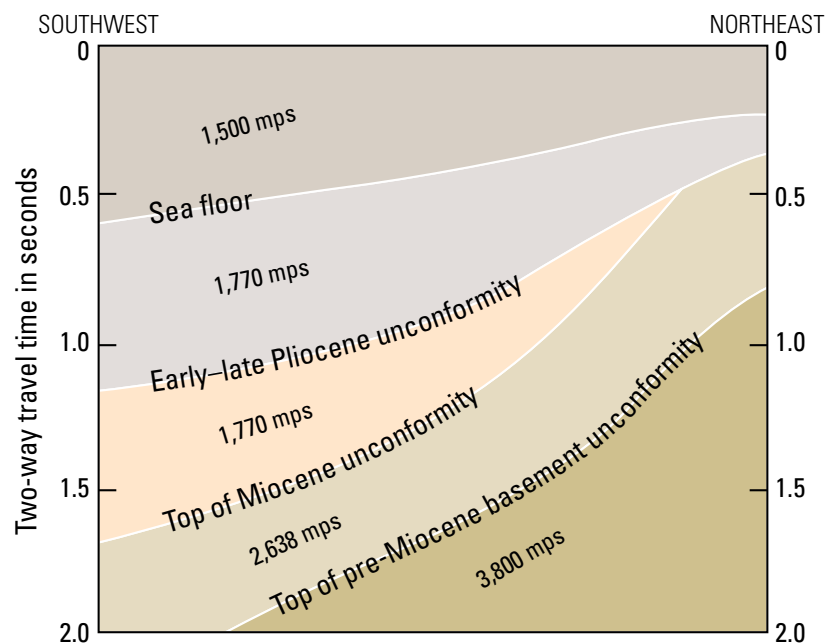 SOUTHWEST
NORTHEAST
0
0
1,500 mps
Two-way travel time in seconds
0.5
Sea floor
0.5
1,770 mps
Early–late Pliocene unconformity
1.0
1.0
1,770 mps
Top of Miocene unconformity
1.5
1.5
2,638 mps
Top of pre-Miocene basement unconformity
3,800 mps
2.0
2.0